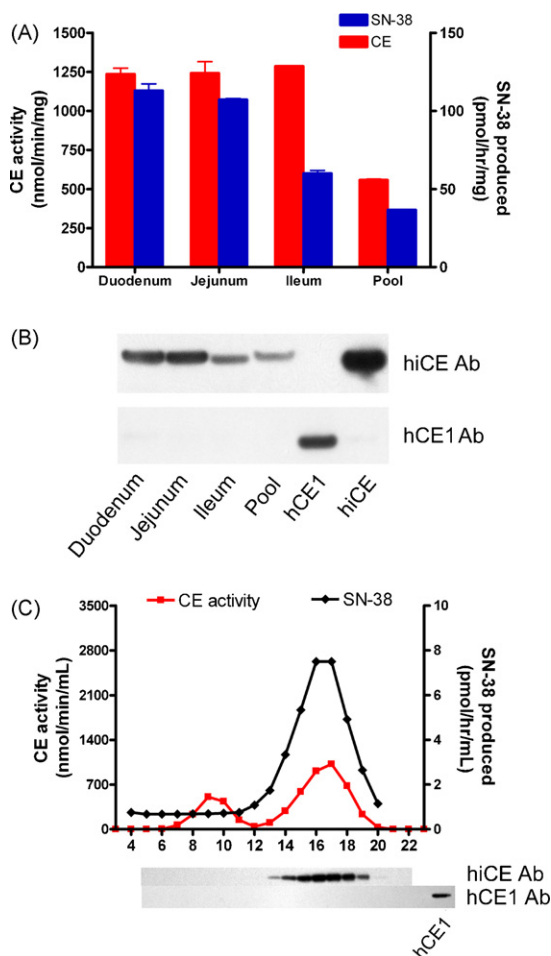 (A)
SN-38
CE
1500
1250
1000
750
500
250
0
CE activity
(nmol/min/mg)
150
100
50
0
SN-38 produced
(pmol/hr/mg)
Duodenum Jejunum Ileum Pool
(B)
hiCE Ab
hCE1 Ab
Duodenum
Jejunum
Ileum
Pool
hCE1
hiCE
(C)
CE activity SN-38
3500
2800
2100
1400
700
0
CE activity
(nmol/min/mL)
10
8
6
4
2
0
SN-38 produced
(pmol/hr/mL)
4 6 8 10 12 14 16 18 20 22
hiCE Ab
hCE1 Ab
hCE1